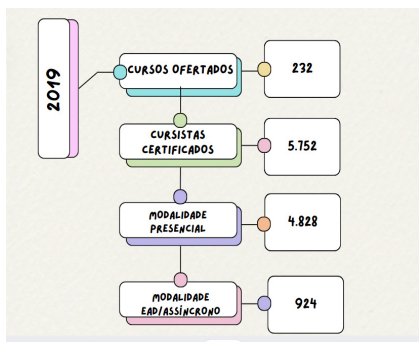 2019
CURSOS OFERTADOS
232
CURSISTAS
CERTIFICADOS
5.752
MODALIDADE
PRESENCIAL
4.828
MODALIDADE
EAD/ASSÍNCRONO
924